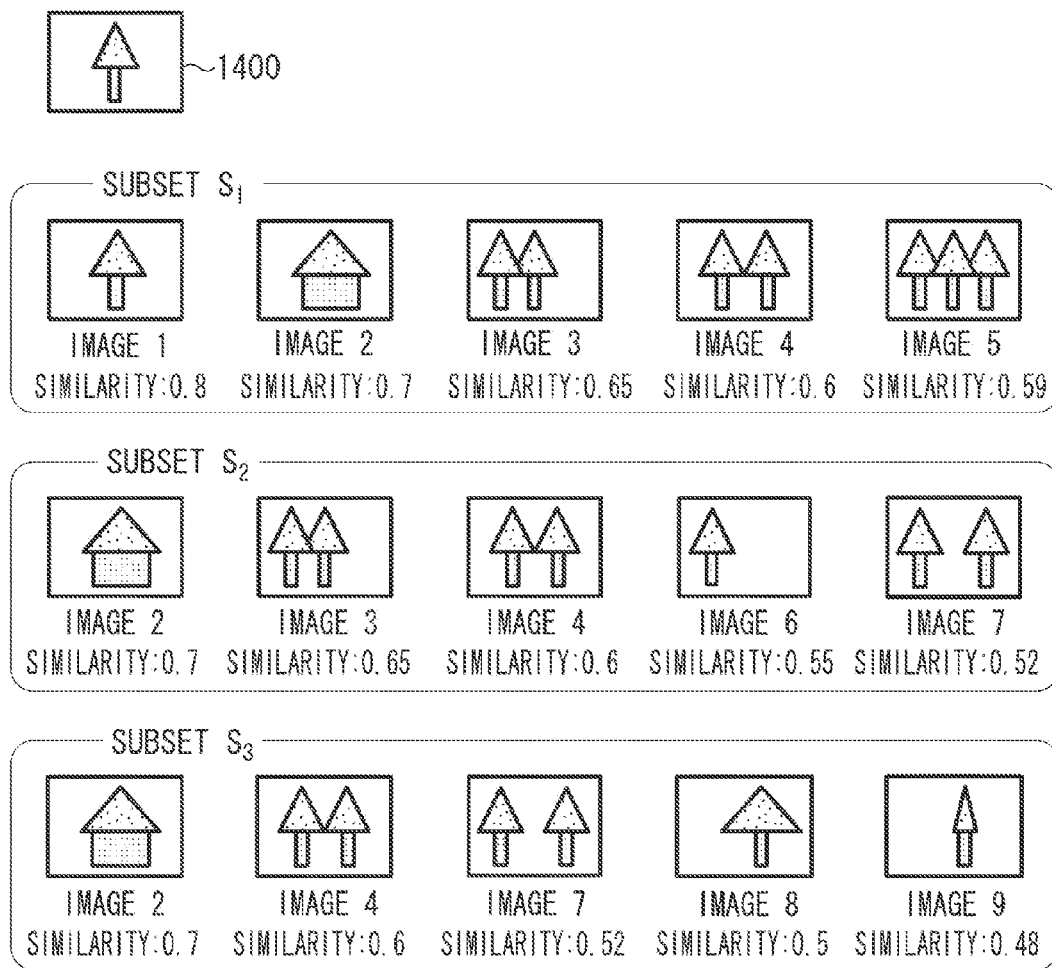 1400
SUBSET S1
IMAGE 1 IMAGE 2 IMAGE 3 IMAGE 4 IMAGE 5
SIMILARITY:0.8 SIMILARITY:0.7 SIMILARITY:0.65 SIMILARITY:0.6 SIMILARITY:0.59
SUBSET S2
IMAGE 2 IMAGE 3 IMAGE 4 IMAGE 6 IMAGE 7
SIMILARITY:0.7 SIMILARITY:0.65 SIMILARITY:0.6 SIMILARITY:0.55 SIMILARITY:0.52
SUBSET S3
IMAGE 2 IMAGE 4 IMAGE 7 IMAGE 8 IMAGE 9
SIMILARITY:0.7 SIMILARITY:0.6 SIMILARITY:0.52 SIMILARITY:0.5 SIMILARITY:0.48